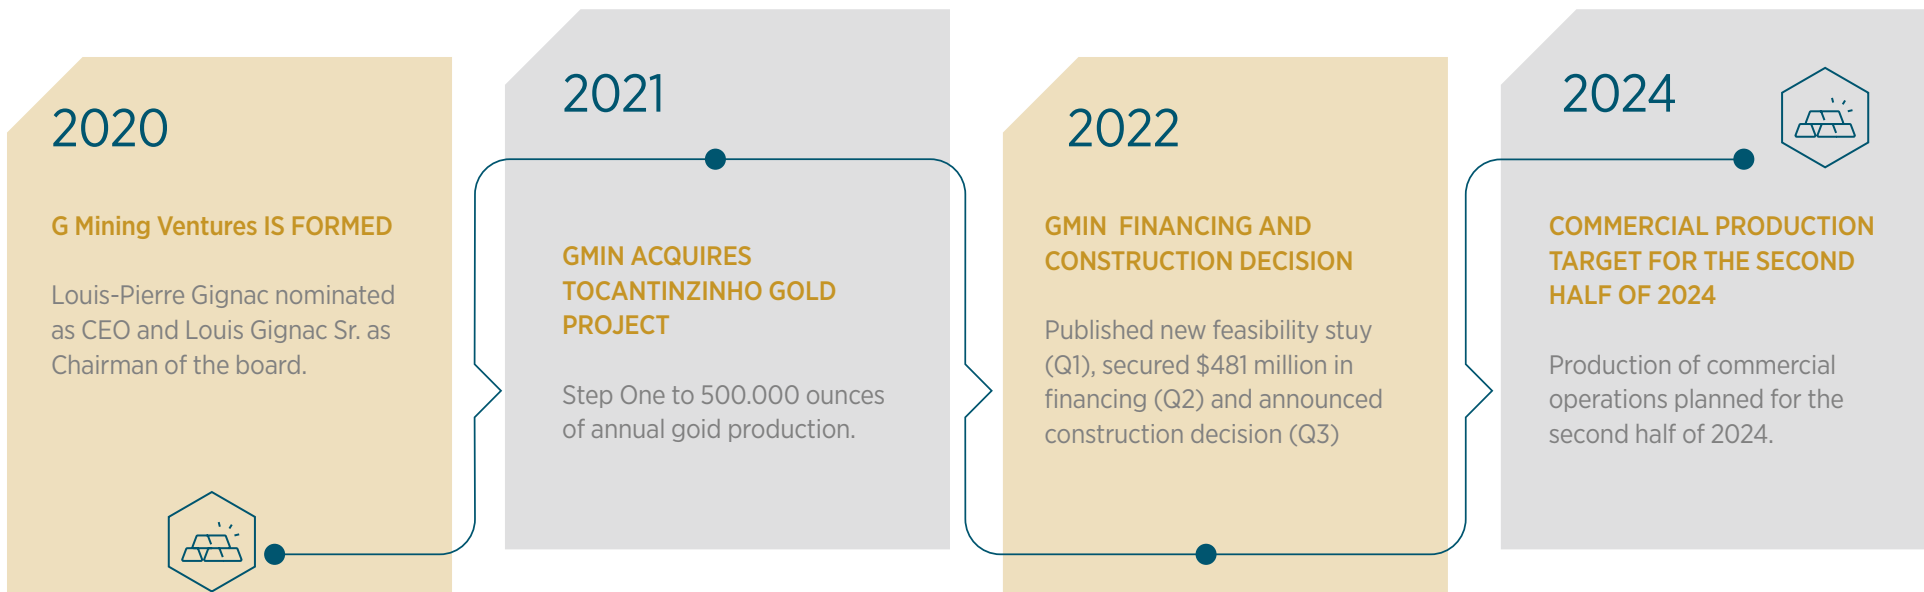 2020
G Mining Ventures IS FORMED
Louis-Pierre Gignac nominated
as CEO and Louis Gignac Sr. as
Chairman of the board.
2021
GMIN ACQUIRES
TOCANTINZINHO GOLD
PROJECT
Step One to 500.000 ounces
of annual goid production.
2022
GMIN FINANCING AND
CONSTRUCTION DECISION
Published new feasibility stuy
(Q1), secured $481 million in
financing (Q2) and announced
construction decision (Q3)
2024
COMMERCIAL PRODUCTION
TARGET FOR THE SECOND
HALF OF 2024
Production of commercial
operations planned for the
second half of 2024.